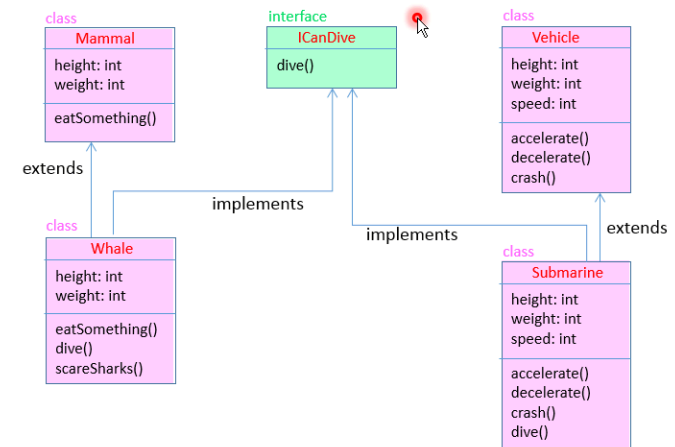 class
Mammal
height: int
weight: int
eatSomething()
extends
class
Whale
height: int
weight: int
eatSomething()
dive()
scareSharks()
interface
ICanDive
dive()
implements
implements
class
Vehicle
height: int
weight: int
speed: int
accelerate()
decelerate()
crash()
extends
class
Submarine
height: int
weight: int
speed: int
accelerate()
decelerate()
crash()
dive()